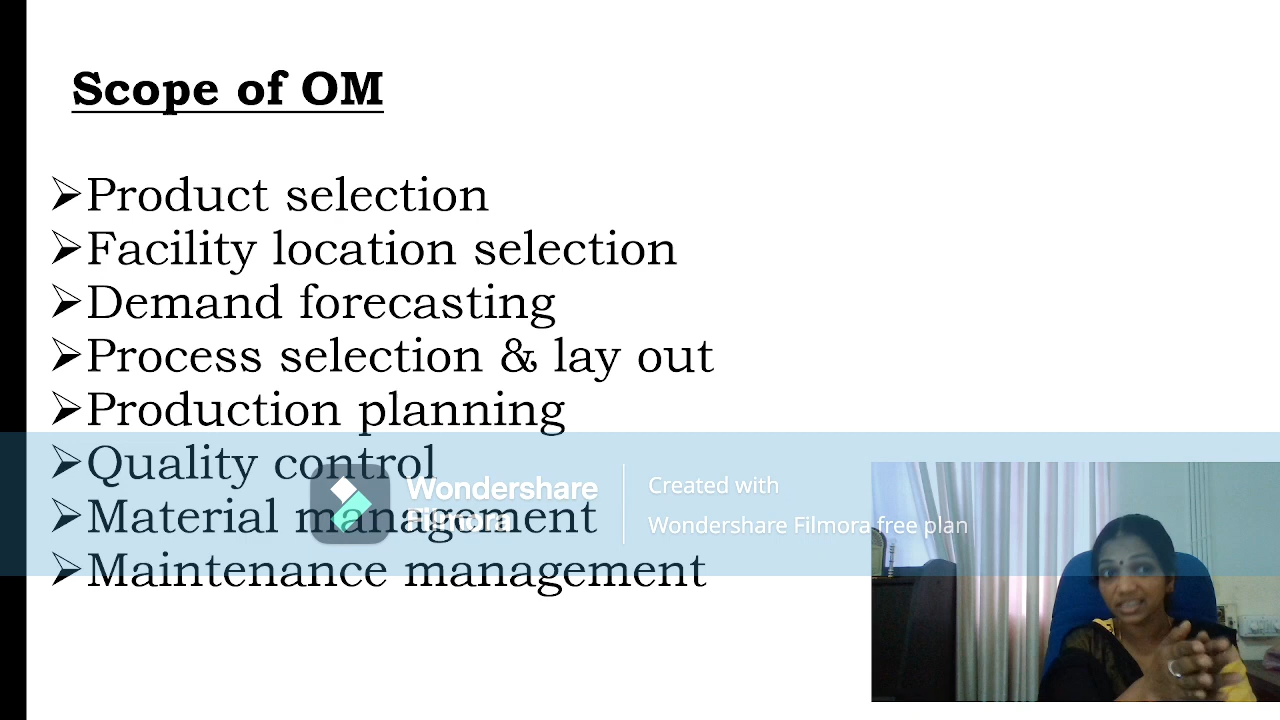 Scope of OM
➢Product selection
➢Facility location selection
➢Demand forecasting
➢Process selection & lay out
➢Production planning
➢Quality control
➢Material management
➢Maintenance management
Wondershare
Filmora
Created with
Wondershare Filmora free plan